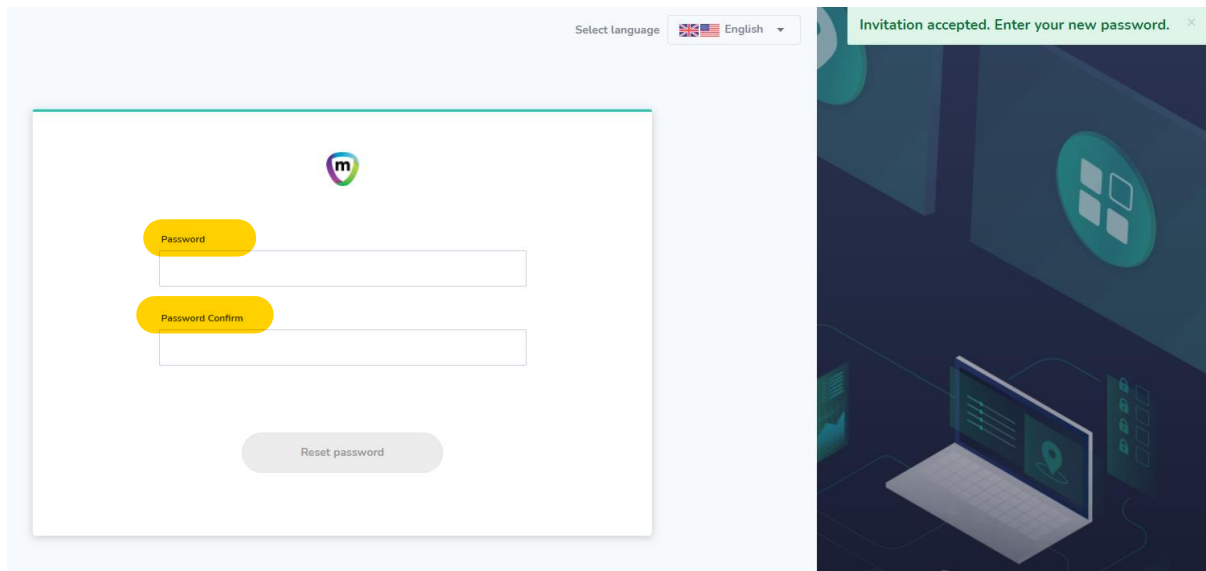 Select language English
Invitation accepted. Enter your new password. ×
m
Password
Password Confirm
Reset password